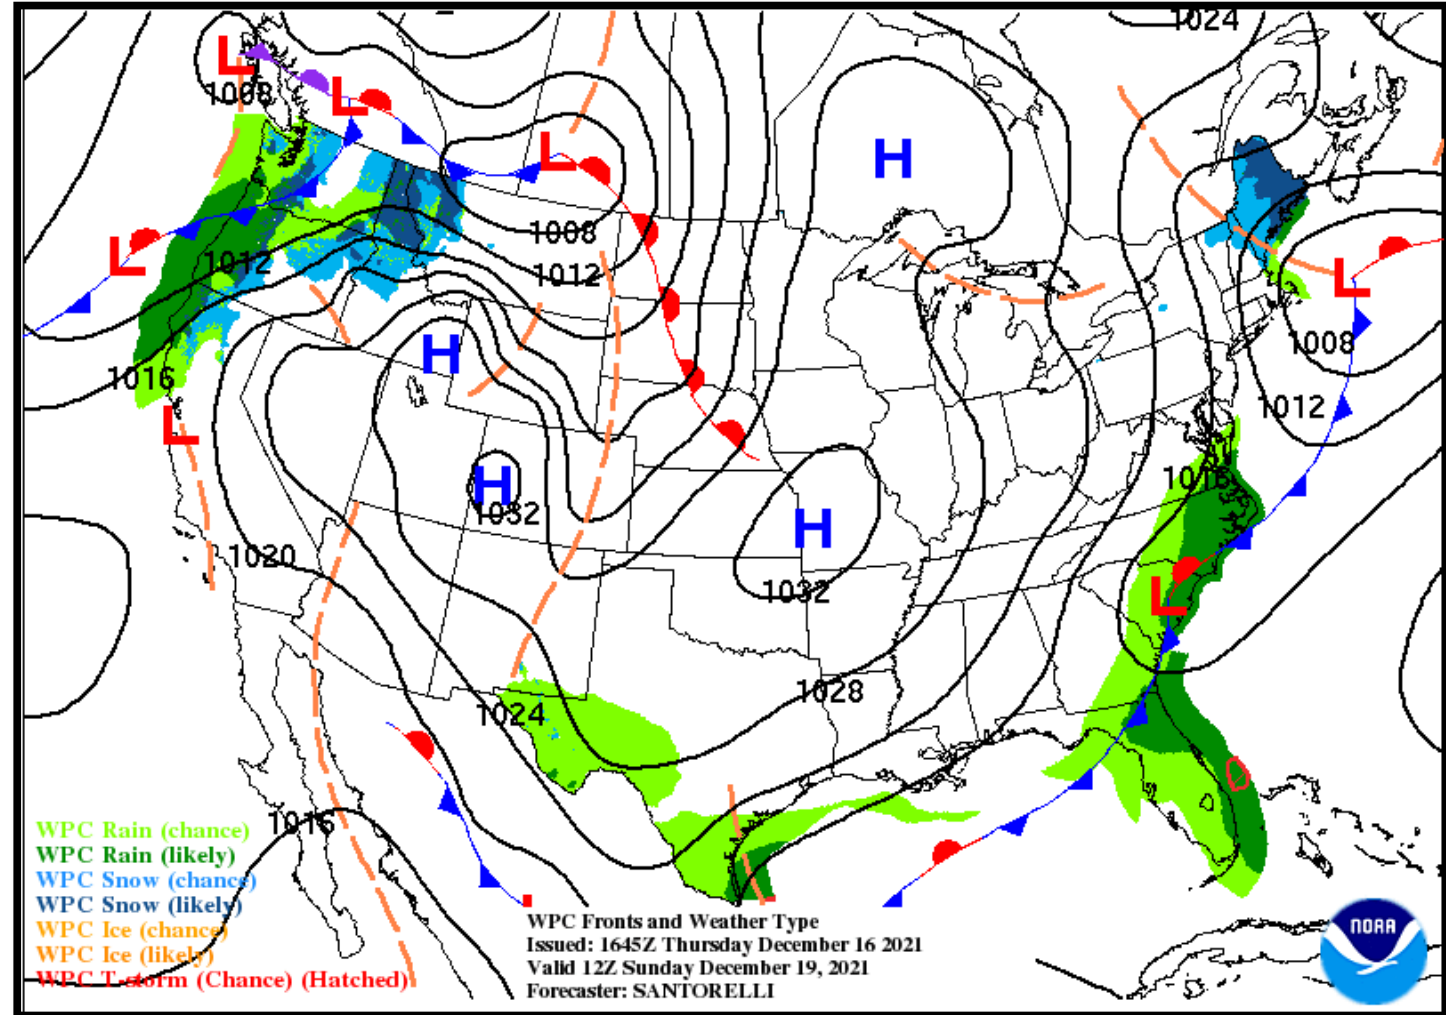 1024
L
L
1008
L
H
1008
1012
1012
L
L
1008
H
1016
1012
L
1016
H
1032
H
1020
1032
L
1028
1024
1016
WPC Rain (chance)
WPC Rain (likely)
WPC Snow (chance)
WPC Snow (likely)
WPC Ice (chance)
WPC Ice (likely)
WPC T-storm (Chance) (Hatched)
WPC Fronts and Weather Type
Issued: 1645Z Thursday December 16 2021
Valid 12Z Sunday December 19, 2021
Forecaster: SANTORELLI
NOAA